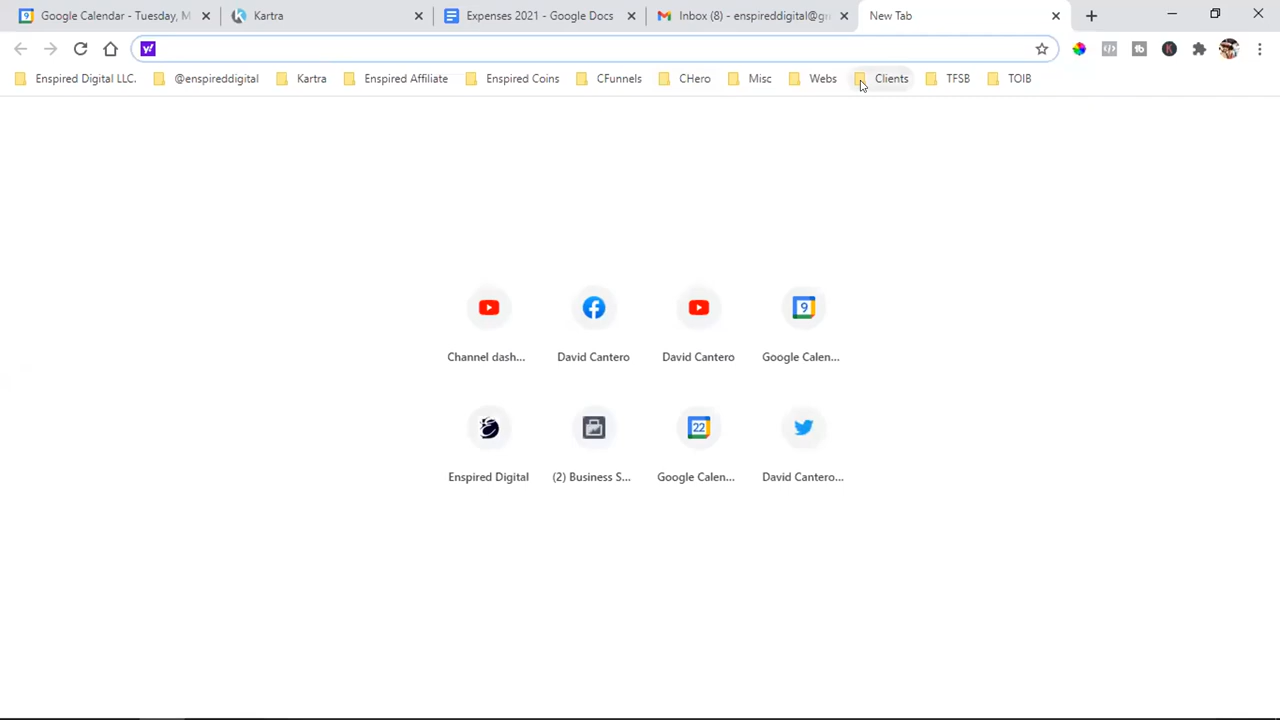 Google Calendar - Tuesday, M
Kartra
Expenses 2021 - Google Docs
Inbox (8) - enspireddigital@g
New Tab
y!
Enspired Digital LLC.
@enspireddigital
Kartra
Enspired Affiliate
Enspired Coins
CFunnels
CHero
Misc
Webs
Clients
TFSB
TOIB
9
Channel dash...
David Cantero
David Cantero
Google Calen...
22
Enspired Digital
(2) Business S...
Google Calen...
David Cantero...